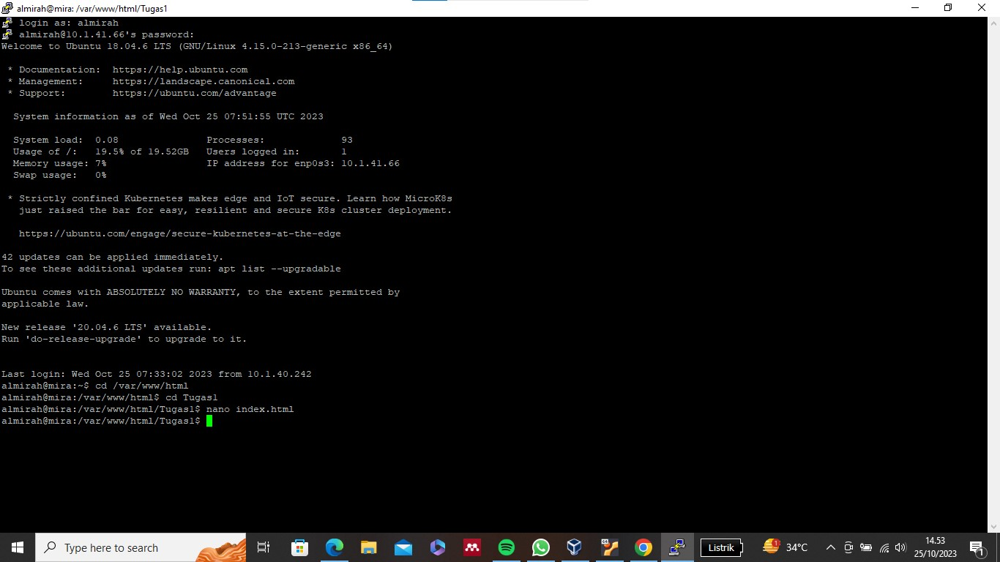 almirah@mira: /var/www/html/Tugas1
login as: almirah
almirah@10.1.41.66's password:
Welcome to Ubuntu 18.04.6 LTS (GNU/Linux 4.15.0-213-generic x86_64)
* Documentation:  https://help.ubuntu.com
* Management:     https://landscape.canonical.com
* Support:        https://ubuntu.com/advantage
System information as of Wed Oct 25 07:51:55 UTC 2023
System load:  0.08               Processes:             93
Usage of /:   19.5% of 19.52GB   Users logged in:       1
Memory usage: 7%                 IP address for enp0s3: 10.1.41.66
Swap usage:   0%
* Strictly confined Kubernetes makes edge and IoT secure. Learn how MicroK8s
just raised the bar for easy, resilient and secure K8s cluster deployment.
https://ubuntu.com/engage/secure-kubernetes-at-the-edge
42 updates can be applied immediately.
To see these additional updates run: apt list --upgradable
Ubuntu comes with ABSOLUTELY NO WARRANTY, to the extent permitted by
applicable law.
New release '20.04.6 LTS' available.
Run 'do-release-upgrade' to upgrade to it.
Last login: Wed Oct 25 07:33:02 2023 from 10.1.40.242
almirah@mira:~$ cd /var/www/html
almirah@mira:/var/www/html$ cd Tugas1
almirah@mira:/var/www/html/Tugas1$ nano index.html
almirah@mira:/var/www/html/Tugas1$
Type here to search
Listrik
1
34°C
14.53
25/10/2023
1